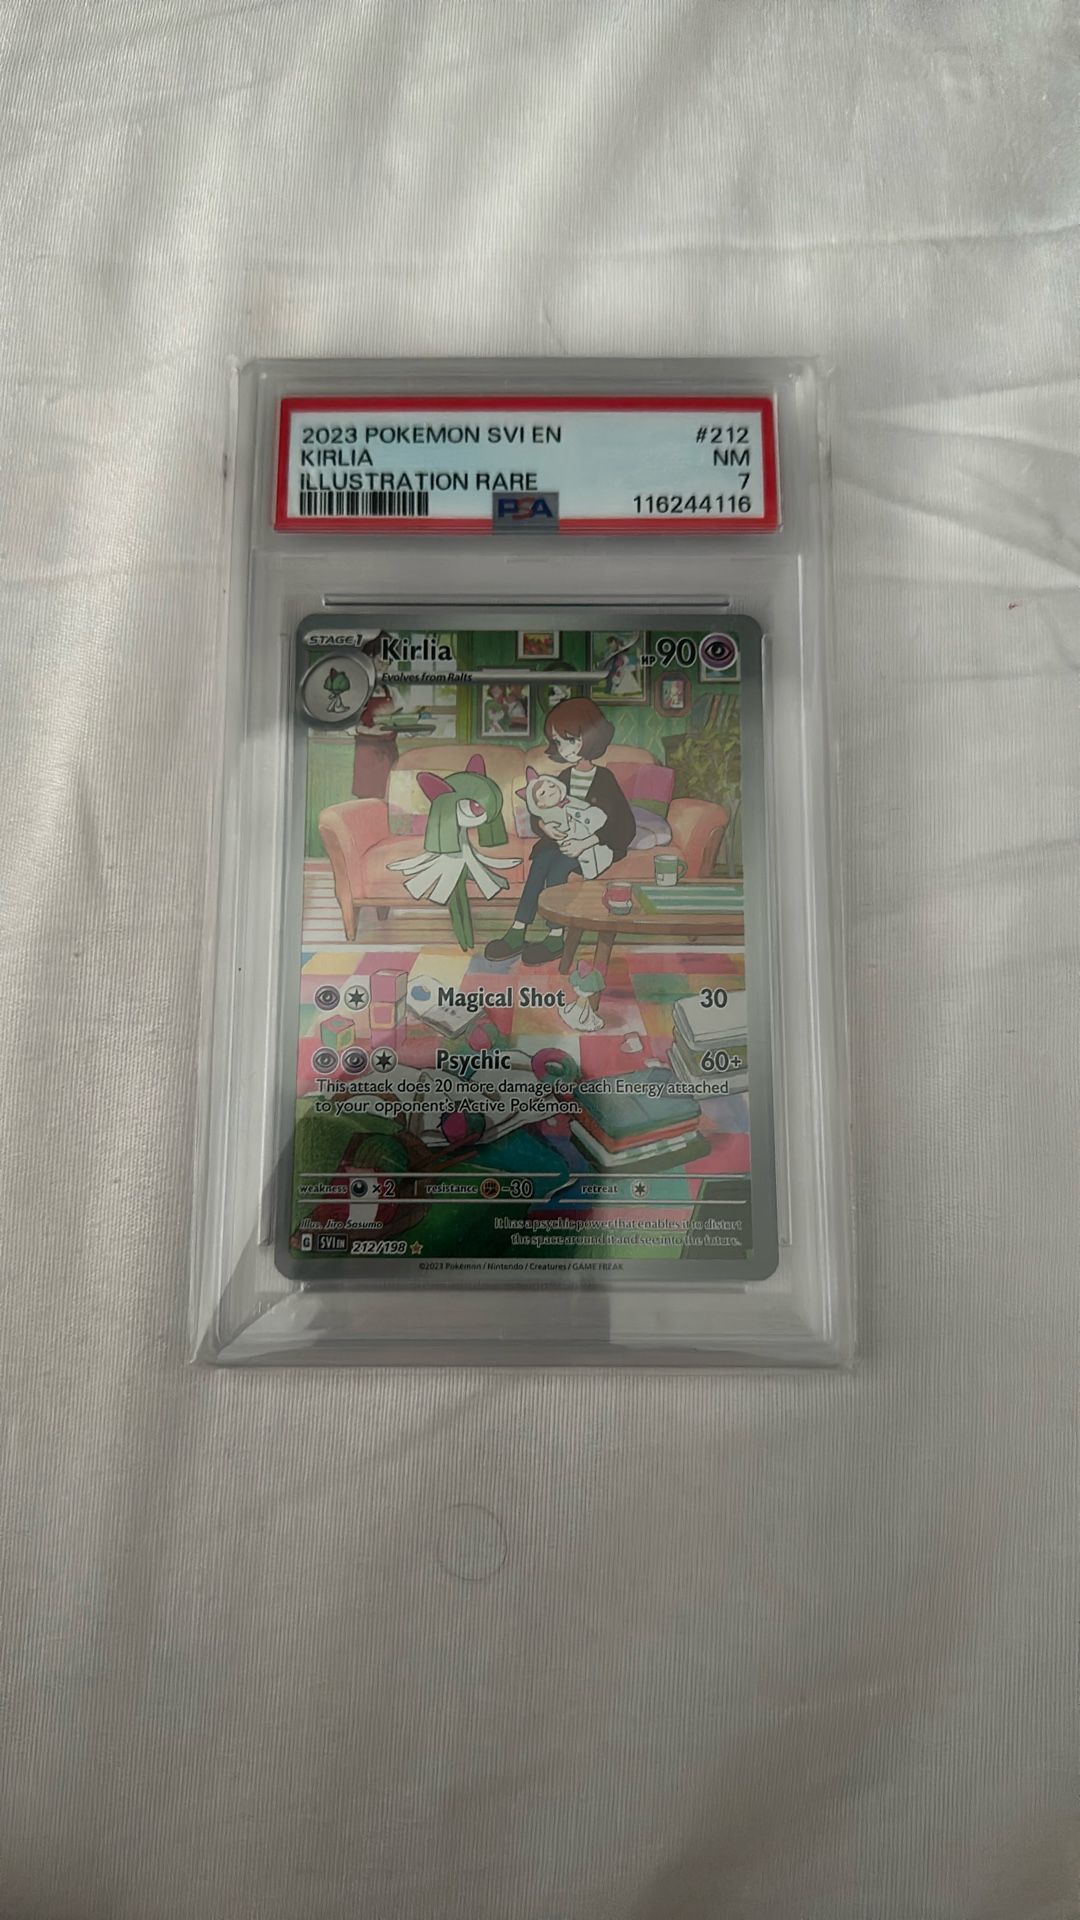 2023 POKEMON SVI EN #212
KIRLIA NM
ILLUSTRATION RARE 7
PSA 116244116
STAGE 1 Kirlia HP 90
Evolves from Ralts
Magical Shot 30
Psychic 60+
This attack does 20 more damage for each Energy attached
to your opponent's Active Pokémon.
weakness ×2 resistance -30 retreat
Illus. Jiro Sasumo
It has a psychic power that enables it to distort
the space around it and see into the future.
G SVI EN 212/198
©2023 Pokémon / Nintendo / Creatures / GAME FREAK